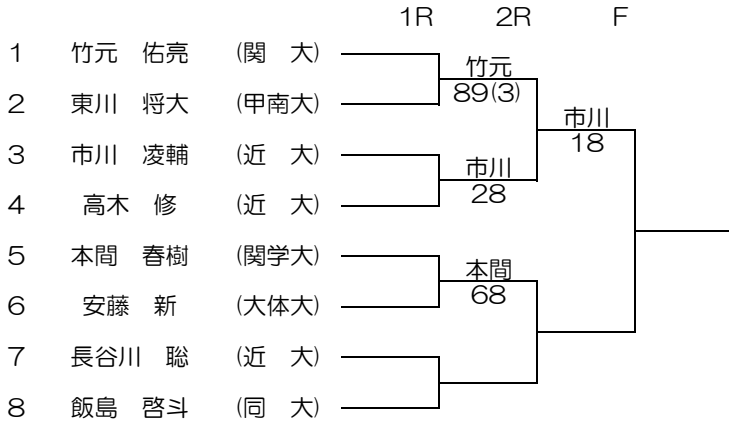 1R 2R F
1 竹元 佑亮 (関 大)
竹元
2 東川 将大 (甲南大)
89(3)
市川
3 市川 凌輔 (近 大)
18
市川
4 高木 修 (近 大)
28
5 本間 春樹 (関学大)
本間
6 安藤 新 (大体大)
68
7 長谷川 聡 (近 大)
8 飯島 啓斗 (同 大)